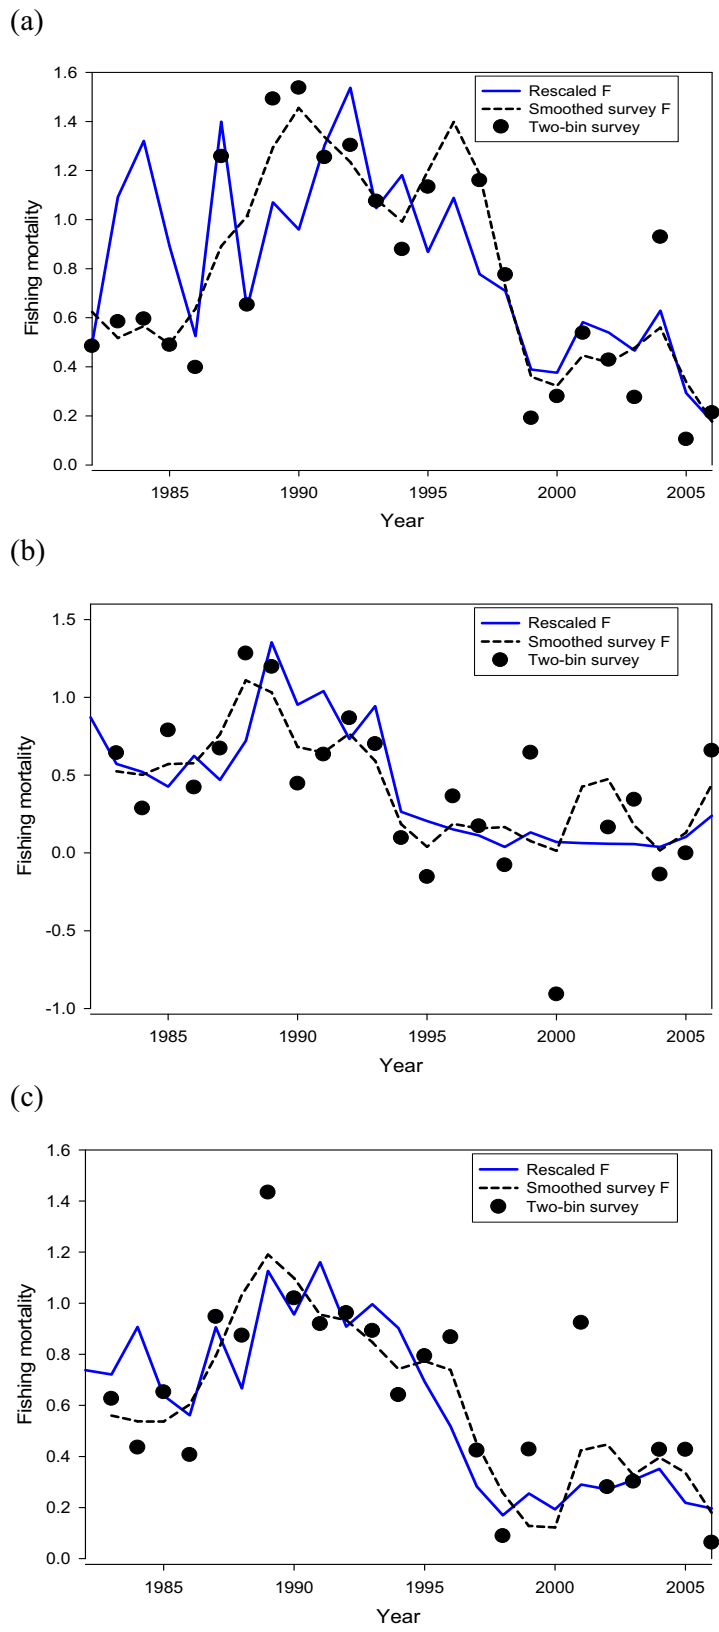 (a)
1.6
1.4
1.2
1.0
0.8
0.6
0.4
0.2
0.0
Fishing mortality
Rescaled F
Smoothed survey F
Two-bin survey
1985 1990 1995 2000 2005
Year
(b)
1.5
1.0
0.5
0.0
-0.5
-1.0
Fishing mortality
Rescaled F
Smoothed survey F
Two-bin survey
1985 1990 1995 2000 2005
Year
(c)
1.6
1.4
1.2
1.0
0.8
0.6
0.4
0.2
0.0
Fishing mortality
Rescaled F
Smoothed survey F
Two-bin survey
1985 1990 1995 2000 2005
Year